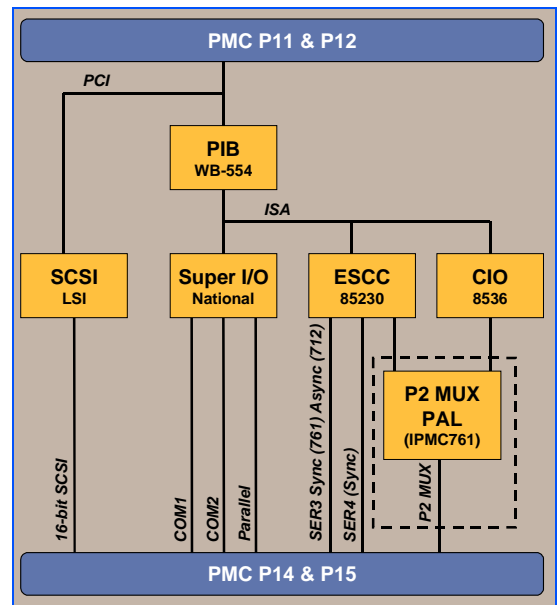 PMC P11 & P12
PCI
PIB
WB-554
ISA
SCSI
LSI
Super I/O
National
ESCC
85230
CIO
8536
P2 MUX
PAL
(IPMC761)
16-bit SCSI
COM1
COM2
Parallel
SER3 Sync (761) Async (712)
SER4 (Sync)
P2 MUX
PMC P14 & P15